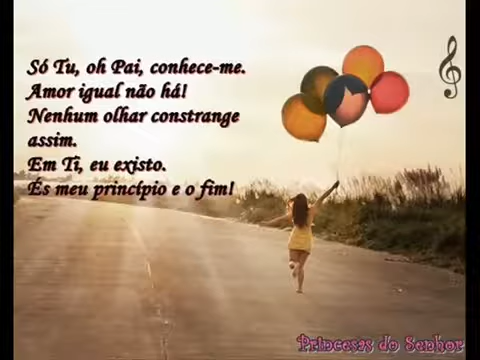 Só Tu, oh Pai, conhece-me.
Amor igual não há!
Nenhum olhar constrange
assim.
Em Ti, eu existo.
És meu princípio e o fim!
Princesas do Senhor